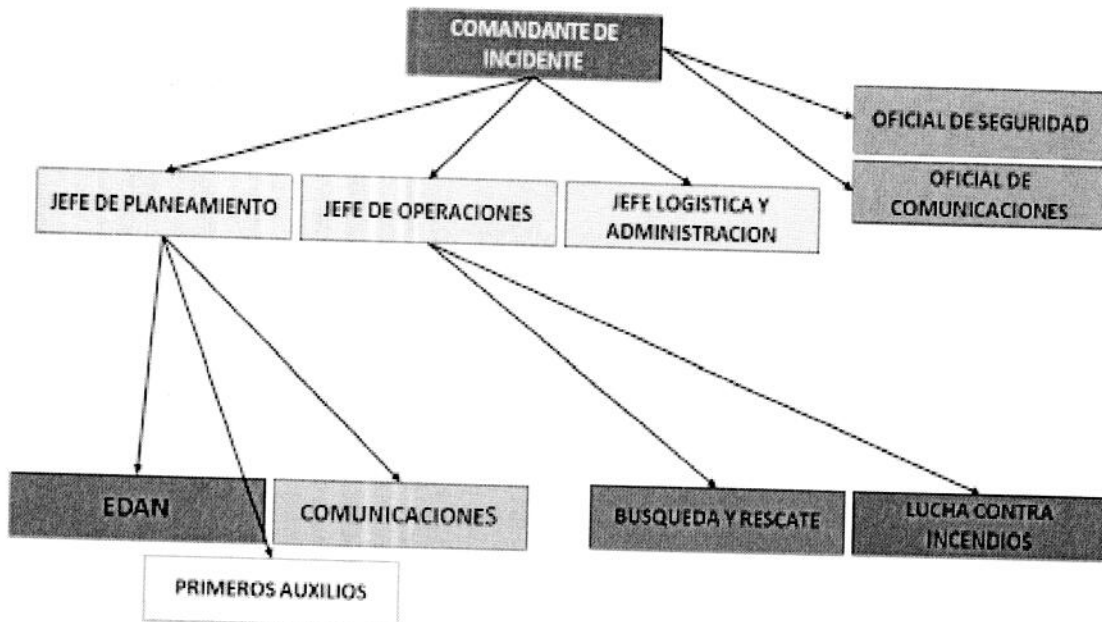 COMANDANTE DE
INCIDENTE
OFICIAL DE SEGURIDAD
OFICIAL DE
COMUNICACIONES
JEFE DE PLANEAMIENTO
JEFE DE OPERACIONES
JEFE LOGISTICA Y
ADMINISTRACION
EDAN
COMUNICACIONES
BUSQUEDA Y RESCATE
LUCHA CONTRA
INCENDIOS
PRIMEROS AUXILIOS